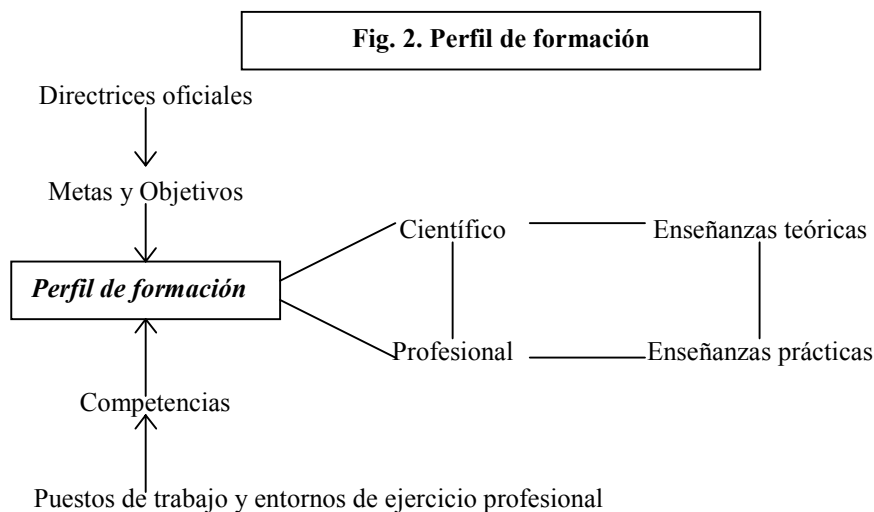 Fig. 2. Perfil de formación
Directrices oficiales
Metas y Objetivos
Científico
Enseñanzas teóricas
Perfil de formación
Profesional
Enseñanzas prácticas
Competencias
Puestos de trabajo y entornos de ejercicio profesional